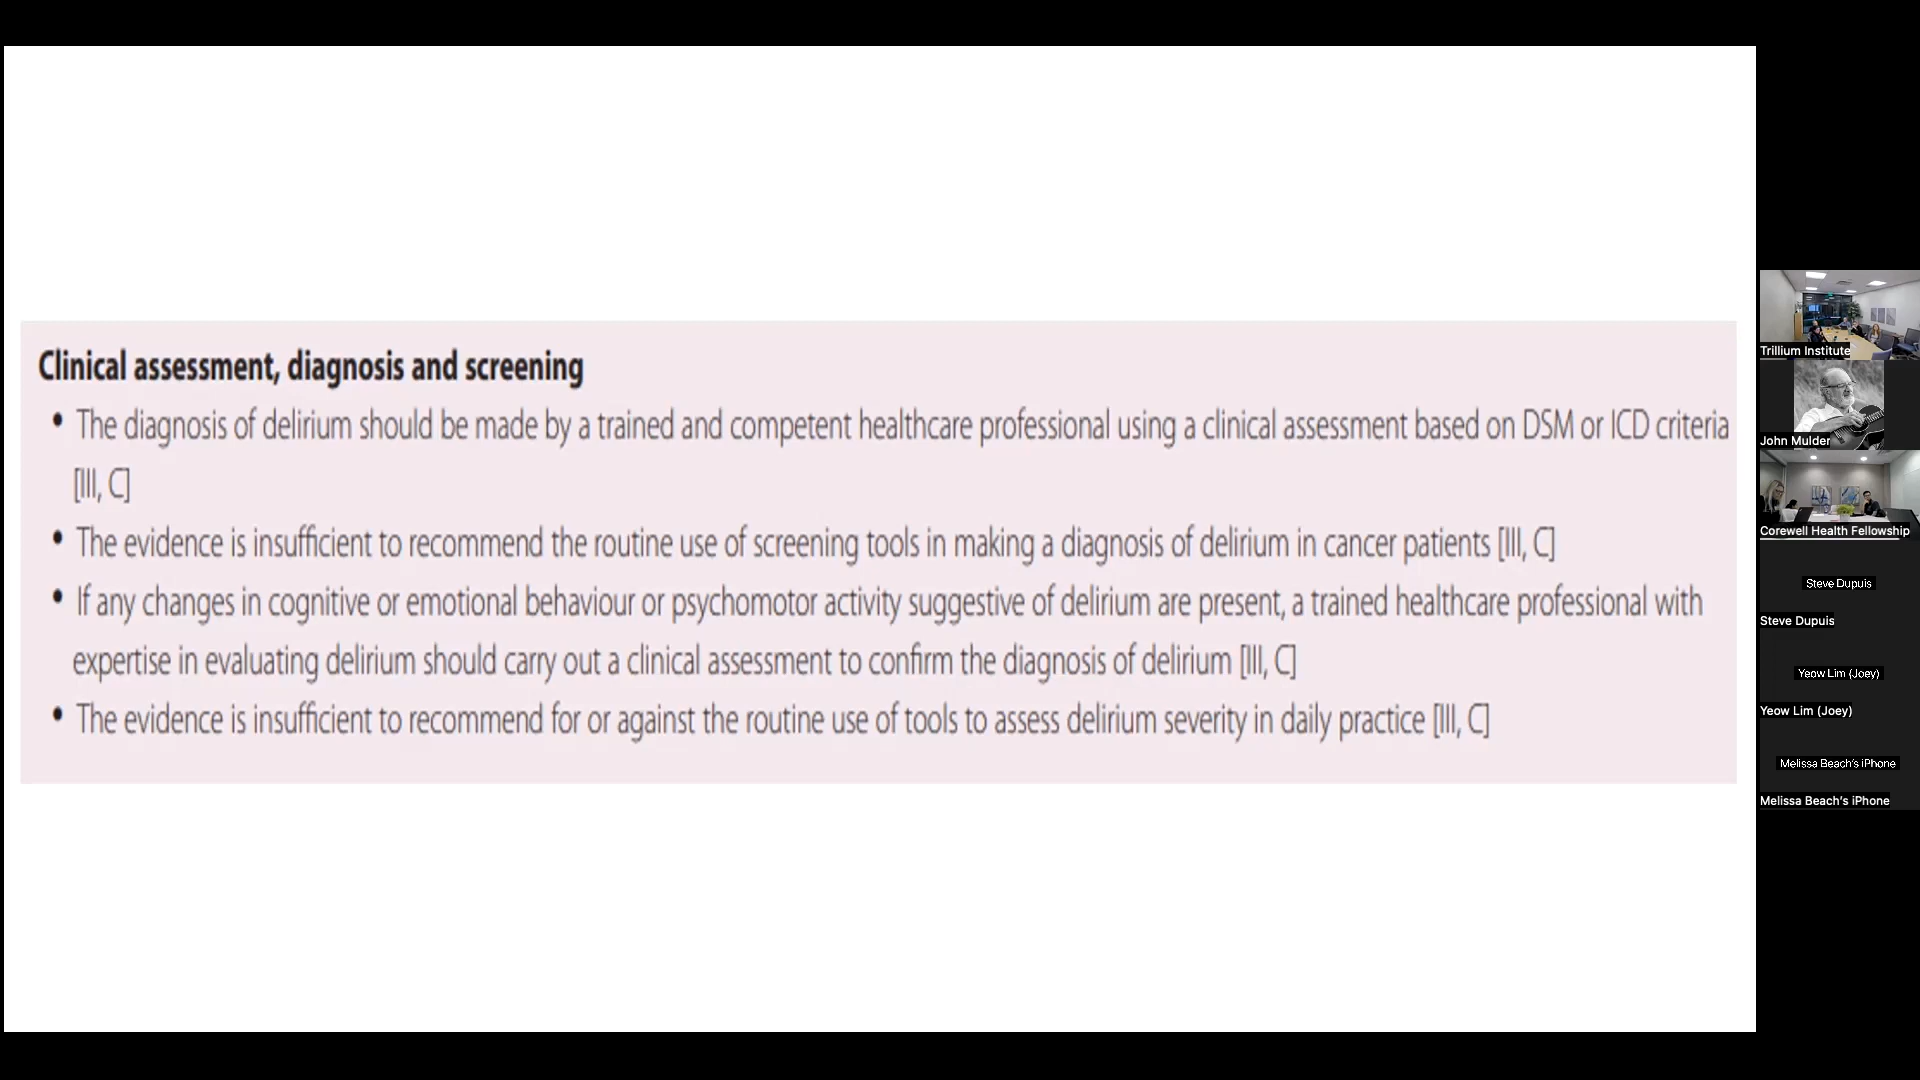 Clinical assessment, diagnosis and screening
• The diagnosis of delirium should be made by a trained and competent healthcare professional using a clinical assessment based on DSM or ICD criteria
[III, C]
• The evidence is insufficient to recommend the routine use of screening tools in making a diagnosis of delirium in cancer patients [III, C]
• If any changes in cognitive or emotional behaviour or psychomotor activity suggestive of delirium are present, a trained healthcare professional with
expertise in evaluating delirium should carry out a clinical assessment to confirm the diagnosis of delirium [III, C]
• The evidence is insufficient to recommend for or against the routine use of tools to assess delirium severity in daily practice [III, C]
Trillium Institute
John Mulder
Corewell Health Fellowship
Steve Dupuis
Steve Dupuis
Yeow Lim (Joey)
Yeow Lim (Joey)
Melissa Beach's iPhone
Melissa Beach's iPhone